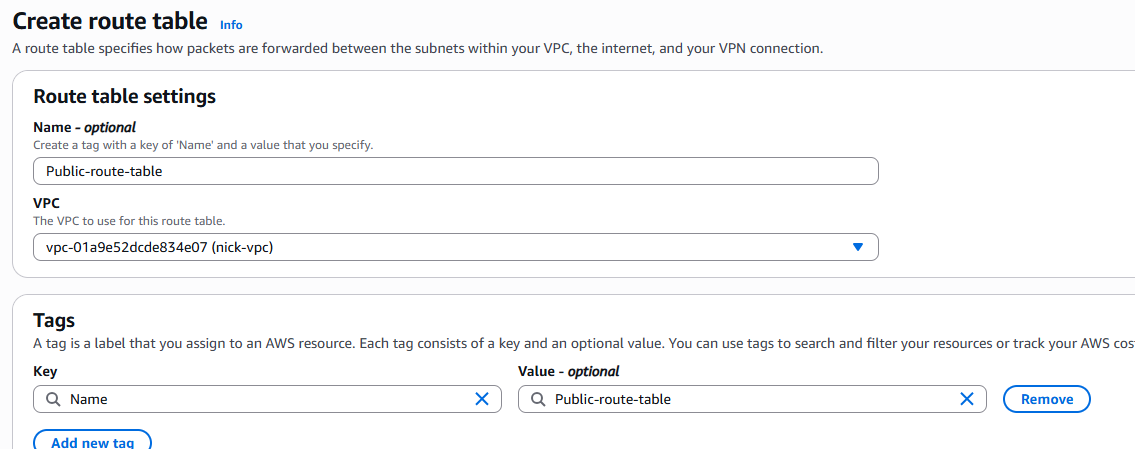 Create route table Info
A route table specifies how packets are forwarded between the subnets within your VPC, the internet, and your VPN connection.
Route table settings
Name - optional
Create a tag with a key of 'Name' and a value that you specify.
Public-route-table
VPC
The VPC to use for this route table.
vpc-01a9e52dcde834e07 (nick-vpc)
Tags
A tag is a label that you assign to an AWS resource. Each tag consists of a key and an optional value. You can use tags to search and filter your resources or track your AWS cos
Key Value - optional
Name Public-route-table Remove
Add new tag